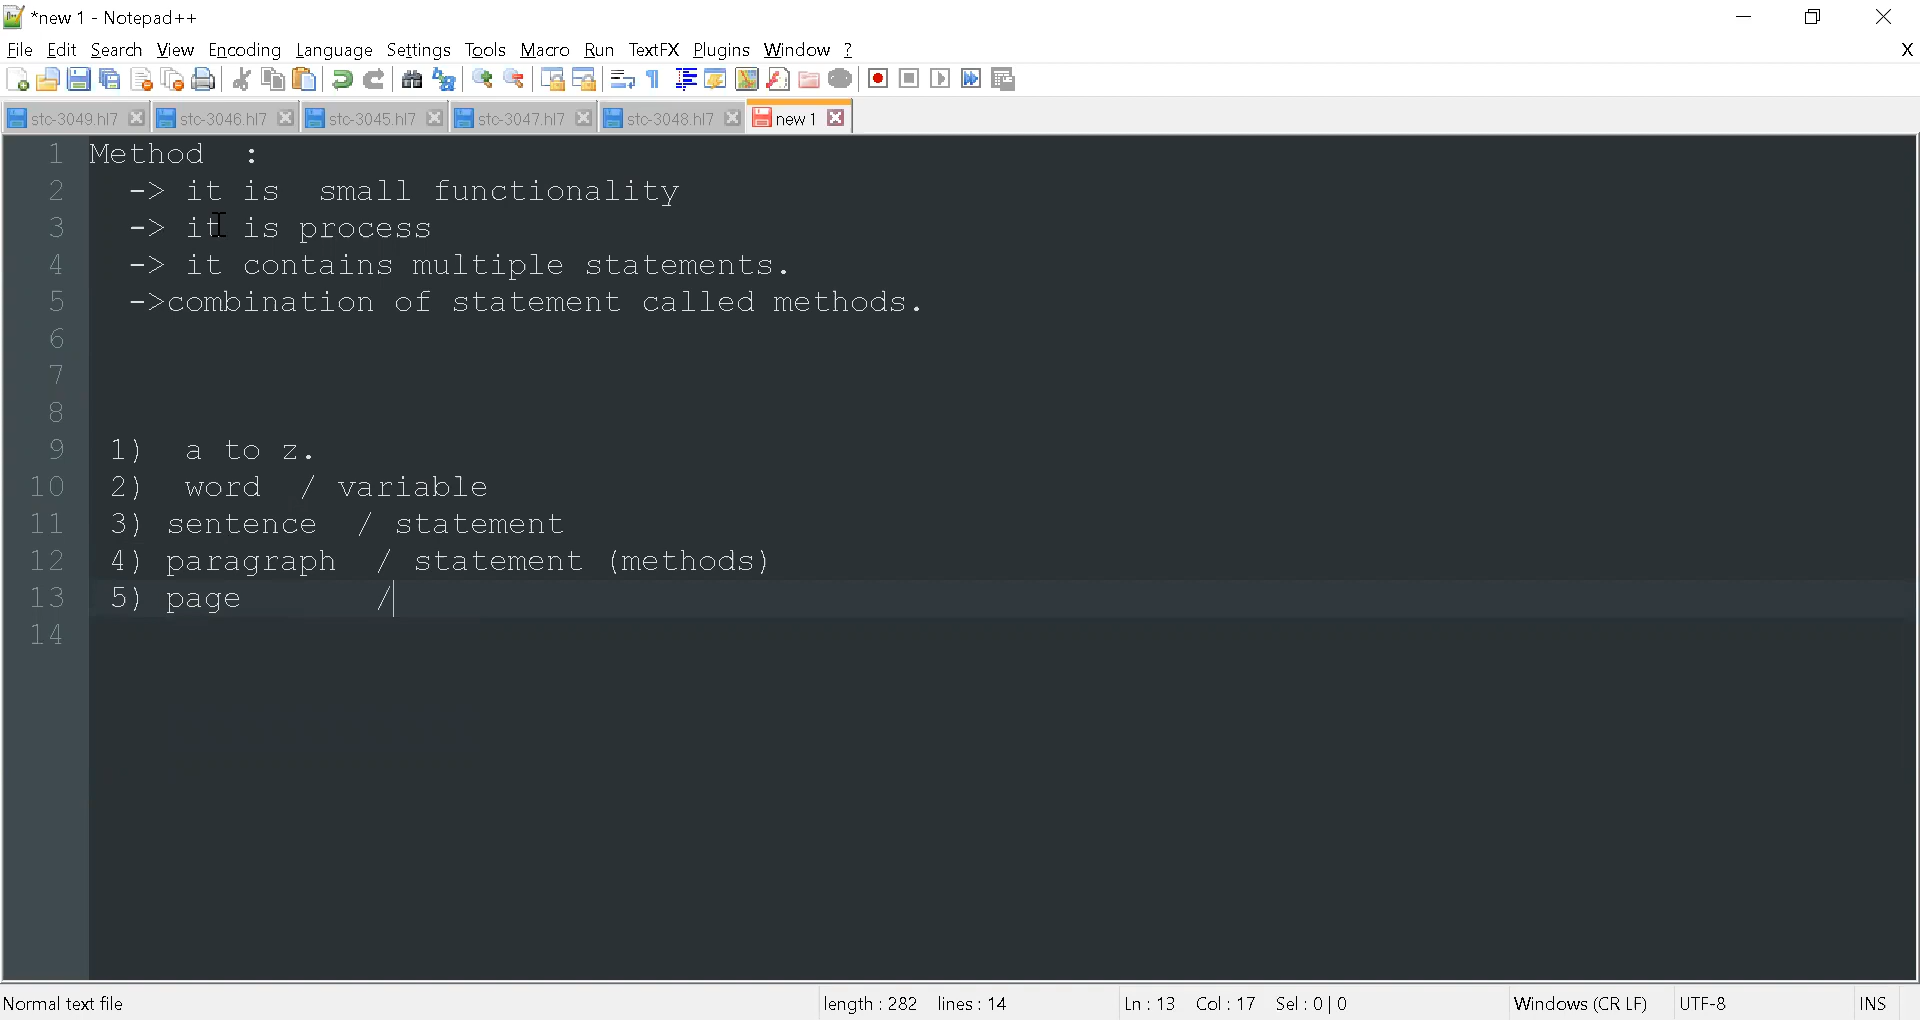 *new 1 - Notepad++
File Edit Search View Encoding Language Settings Tools Macro Run TextFX Plugins Window ? X
stc-3049.hl7 stc-3046.hl7 stc-3045.hl7 stc-3047.hl7 stc-3048.hl7 new 1
1 Method  :
2 -> it is  small functionality
3 -> it is process
4 -> it contains multiple statements.
5 ->combination of statement called methods.
6
7
8
9 1)  a to z.
10 2)  word  / variable
11 3) sentence  / statement
12 4) paragraph  / statement (methods)
13 5) page       /
14
Normal text file length : 282 lines : 14 Ln : 13 Col : 17 Sel : 0 | 0 Windows (CR LF) UTF-8 INS